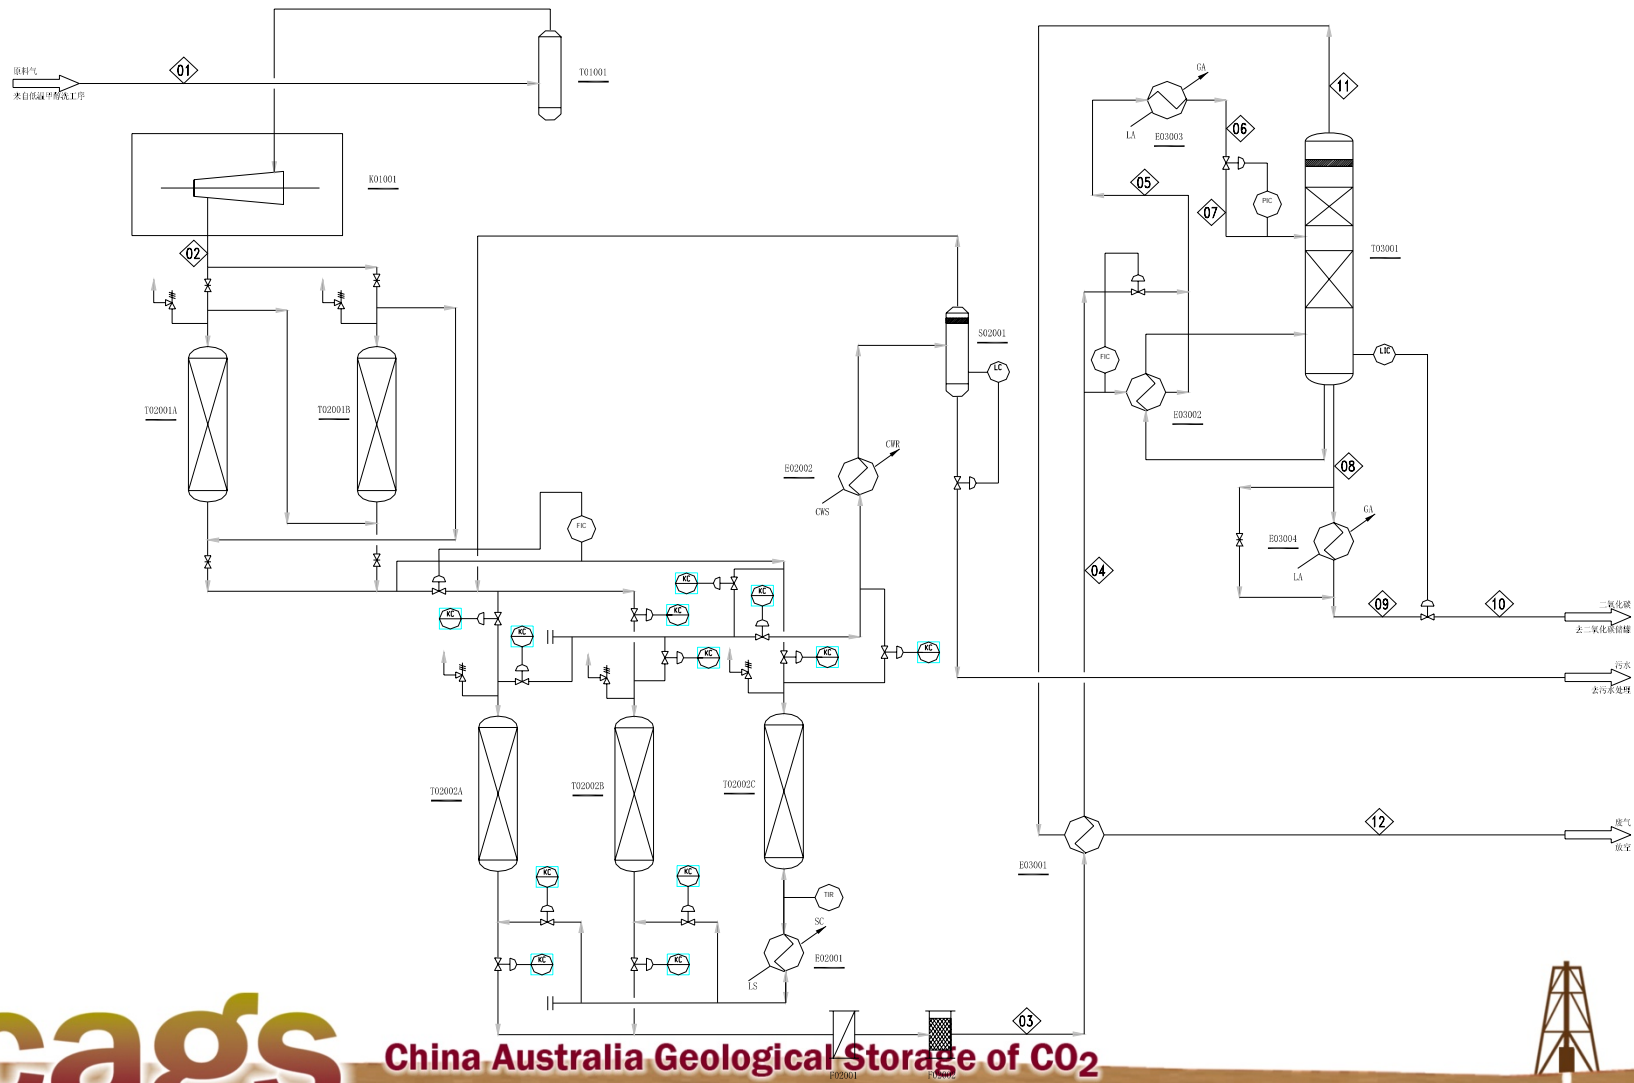 01
原料气
来自低温甲醇洗工序
T01001
K01001
02
11
GA
LA
E03003
06
05
07
PIC
T03001
S02001
LC
FIC
LIC
E03002
T02001A
T02001B
CWR
E02002
CWS
08
FIC
GA
E03004
LA
04
KC
KC
KC
KC
KC
KC
KC
KC
09
10
二氧化碳
去二氧化碳储罐
污水
去污水处理
T02002A
T02002B
T02002C
12
废气
放空
E03001
KC
KC
TIR
SC
E02001
KC
KC
LS
03
cags
China Australia Geological Storage of CO2
F02001
F02002